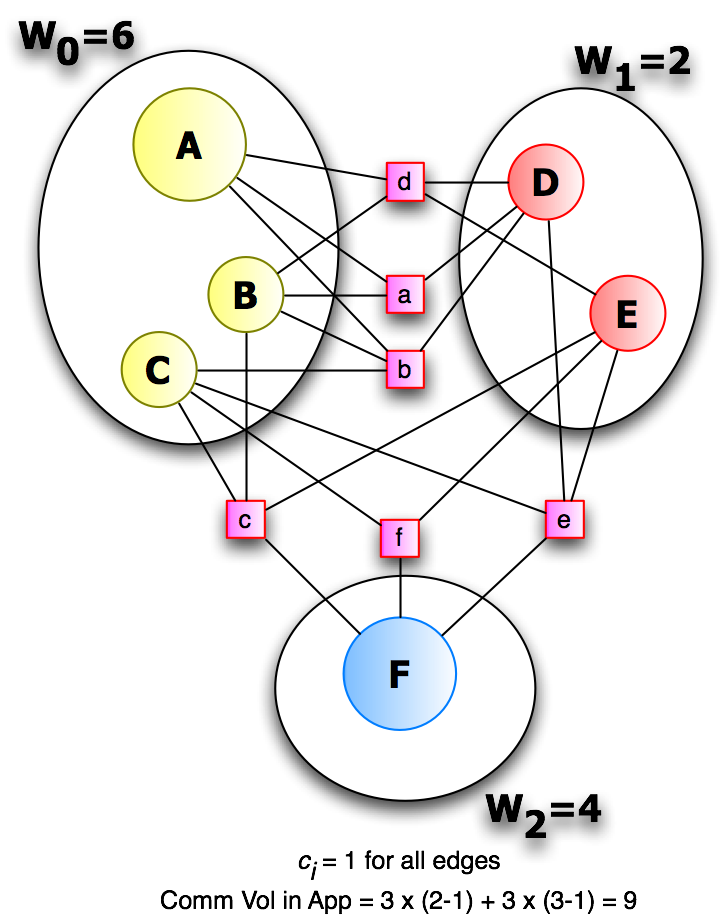 W0=6
W1=2
A
d
D
B
a
E
C
b
c
f
e
F
W2=4
ci = 1 for all edges
Comm Vol in App = 3 x (2-1) + 3 x (3-1) = 9